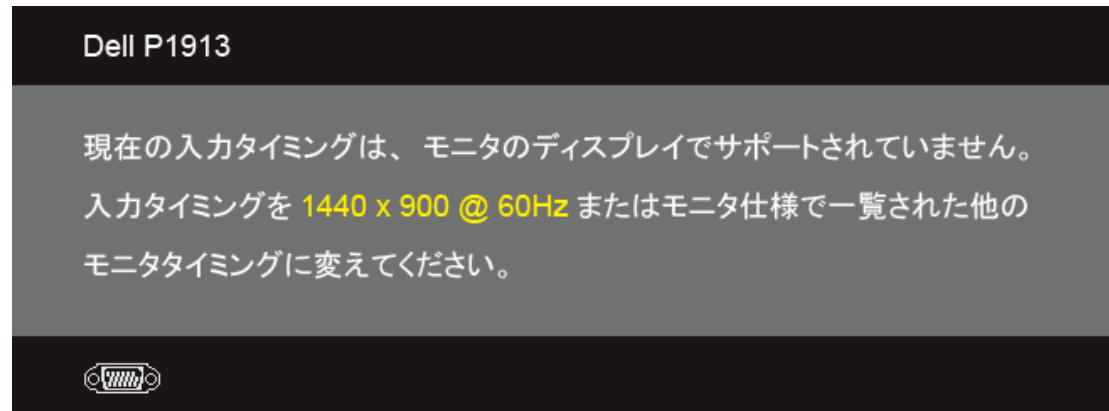 Dell P1913
現在の入力タイミングは、モニタのディスプレイでサポートされていません。
入力タイミングを 1440 x 900 @ 60Hz またはモニタ仕様で一覧された他の
モニタタイミングに変えてください。